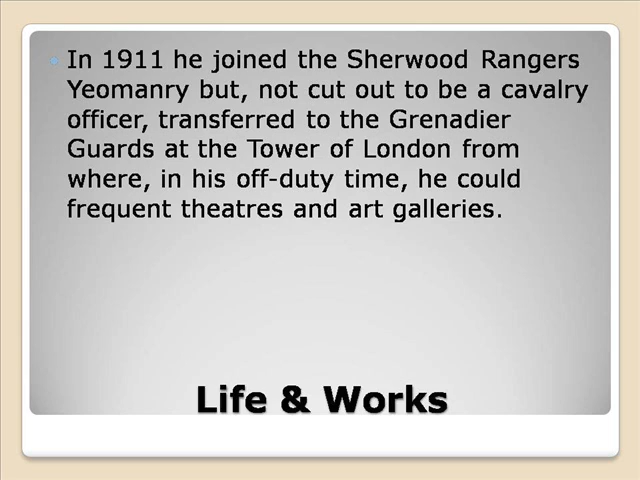 In 1911 he joined the Sherwood Rangers
Yeomanry but, not cut out to be a cavalry
officer, transferred to the Grenadier
Guards at the Tower of London from
where, in his off-duty time, he could
frequent theatres and art galleries.
Life & Works